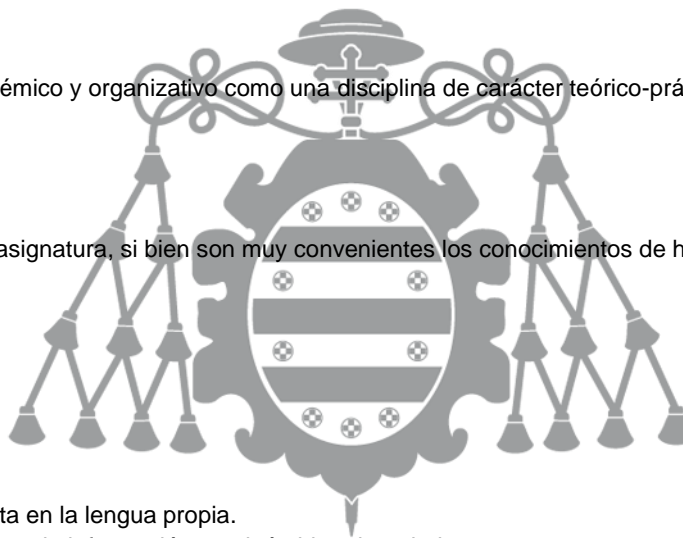 émico y organizativo como una disciplina de carácter teórico-prá
asignatura, si bien son muy convenientes los conocimientos de h
ta en la lengua propia.